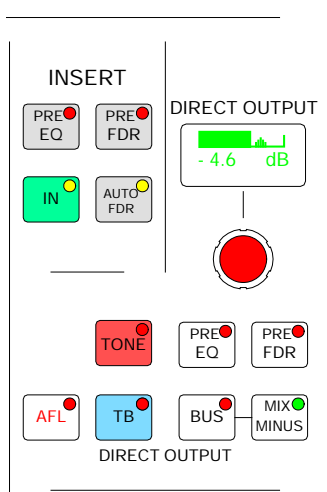 INSERT
PRE
EQ
PRE
FDR
DIRECT OUTPUT
- 4.6 dB
IN
AUTO
FDR
TONE
PRE
EQ
PRE
FDR
AFL
TB
BUS
MIX
MINUS
DIRECT OUTPUT